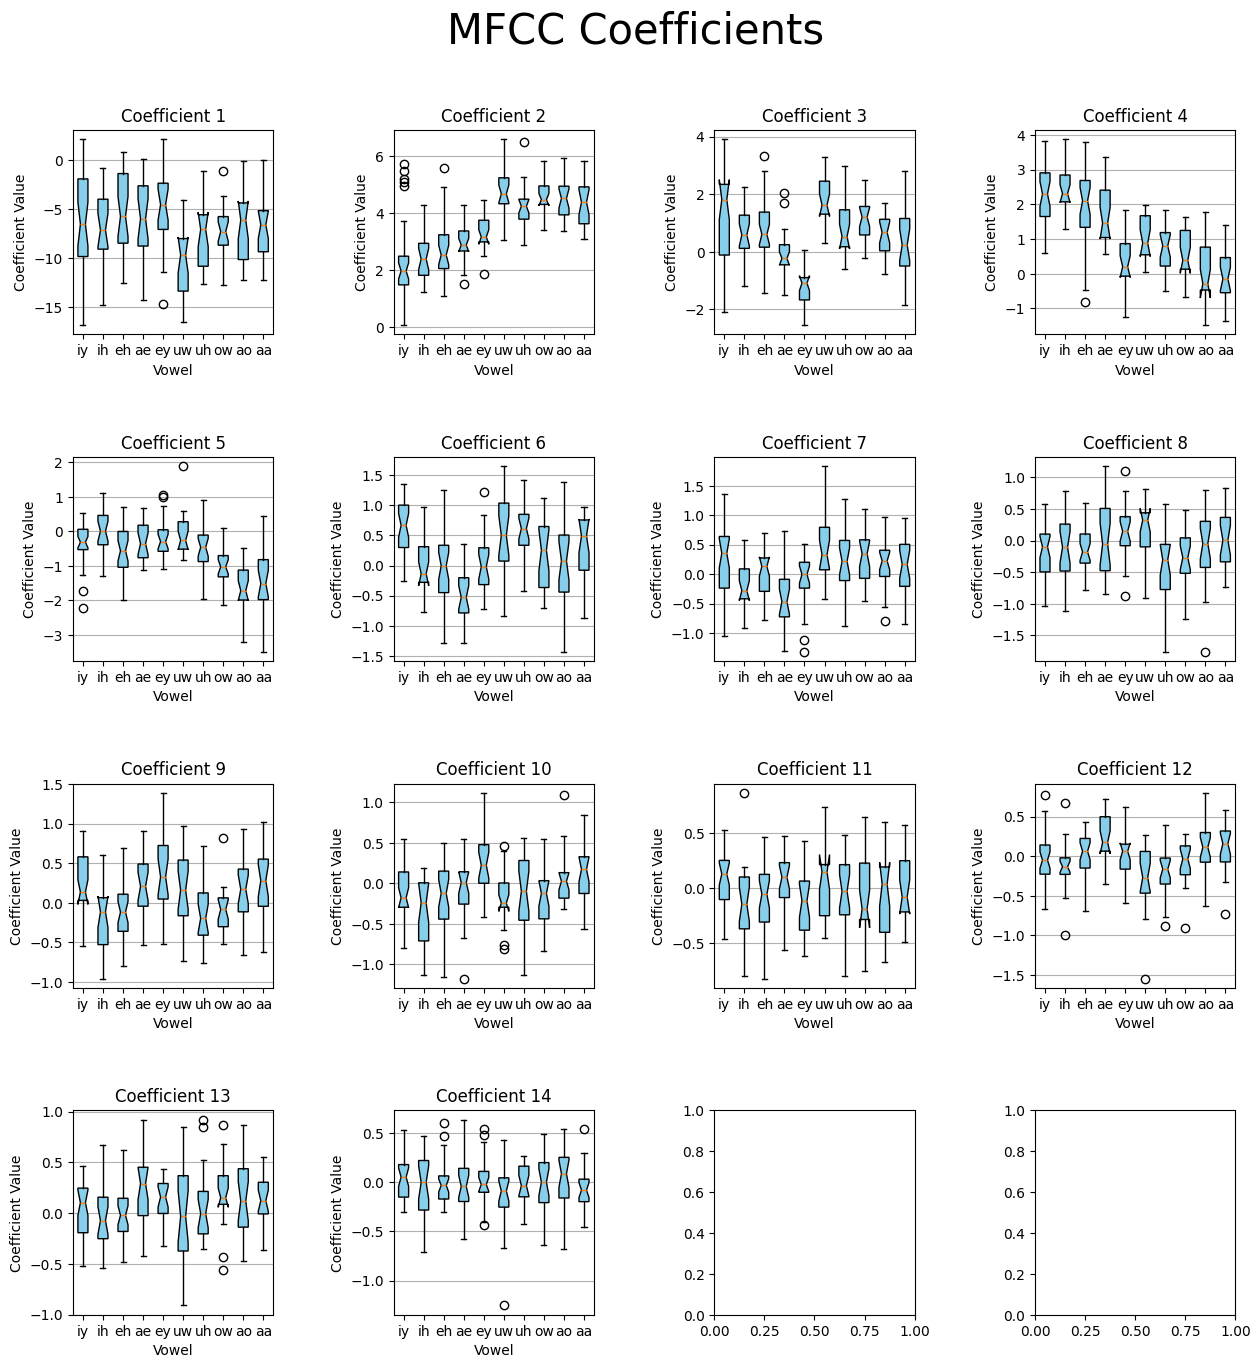 MFCC Coefficients
Coefficient 1
Coefficient Value
0
−5
−10
−15
iy ih eh ae ey uw uh ow ao aa
Vowel
Coefficient 2
Coefficient Value
6
4
2
0
iy ih eh ae ey uw uh ow ao aa
Vowel
Coefficient 3
Coefficient Value
4
2
0
−2
iy ih eh ae ey uw uh ow ao aa
Vowel
Coefficient 4
Coefficient Value
4
3
2
1
0
−1
iy ih eh ae ey uw uh ow ao aa
Vowel
Coefficient 5
Coefficient Value
2
1
0
−1
−2
−3
iy ih eh ae ey uw uh ow ao aa
Vowel
Coefficient 6
Coefficient Value
1.5
1.0
0.5
0.0
−0.5
−1.0
−1.5
iy ih eh ae ey uw uh ow ao aa
Vowel
Coefficient 7
Coefficient Value
1.5
1.0
0.5
0.0
−0.5
−1.0
iy ih eh ae ey uw uh ow ao aa
Vowel
Coefficient 8
Coefficient Value
1.0
0.5
0.0
−0.5
−1.0
−1.5
iy ih eh ae ey uw uh ow ao aa
Vowel
Coefficient 9
Coefficient Value
1.5
1.0
0.5
0.0
−0.5
−1.0
iy ih eh ae ey uw uh ow ao aa
Vowel
Coefficient 10
Coefficient Value
1.0
0.5
0.0
−0.5
−1.0
iy ih eh ae ey uw uh ow ao aa
Vowel
Coefficient 11
Coefficient Value
0.5
0.0
−0.5
iy ih eh ae ey uw uh ow ao aa
Vowel
Coefficient 12
Coefficient Value
0.5
0.0
−0.5
−1.0
−1.5
iy ih eh ae ey uw uh ow ao aa
Vowel
Coefficient 13
Coefficient Value
1.0
0.5
0.0
−0.5
−1.0
iy ih eh ae ey uw uh ow ao aa
Vowel
Coefficient 14
Coefficient Value
0.5
0.0
−0.5
−1.0
iy ih eh ae ey uw uh ow ao aa
Vowel
1.0
0.8
0.6
0.4
0.2
0.0
0.00 0.25 0.50 0.75 1.00
1.0
0.8
0.6
0.4
0.2
0.0
0.00 0.25 0.50 0.75 1.00